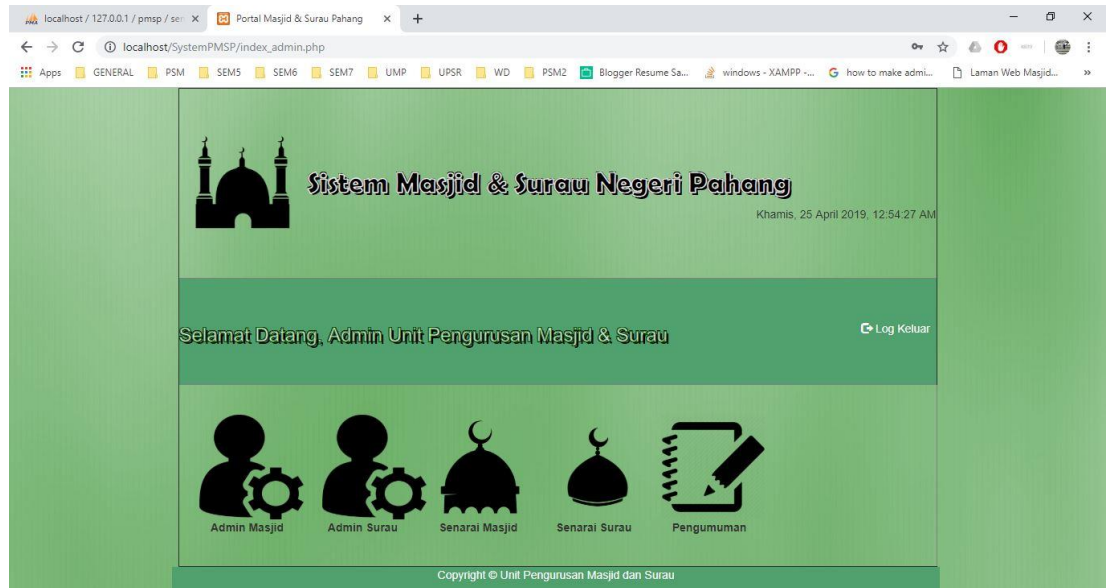 localhost / 127.0.0.1 / pmsp / ser
Portal Masjid & Surau Pahang
localhost/SystemPMSP/index_admin.php
Apps GENERAL PSM SEM5 SEM6 SEM7 UMP UPSR WD PSM2 Blogger Resume Sa... windows - XAMPP -... how to make admi... Laman Web Masjid... »
Sistem Masjid & Surau Negeri Pahang
Khamis, 25 April 2019, 12:54:27 AM
Selamat Datang, Admin Unit Pengurusan Masjid & Surau
Log Keluar
Admin Masjid Admin Surau Senarai Masjid Senarai Surau Pengumuman
Copyright © Unit Pengurusan Masjid dan Surau